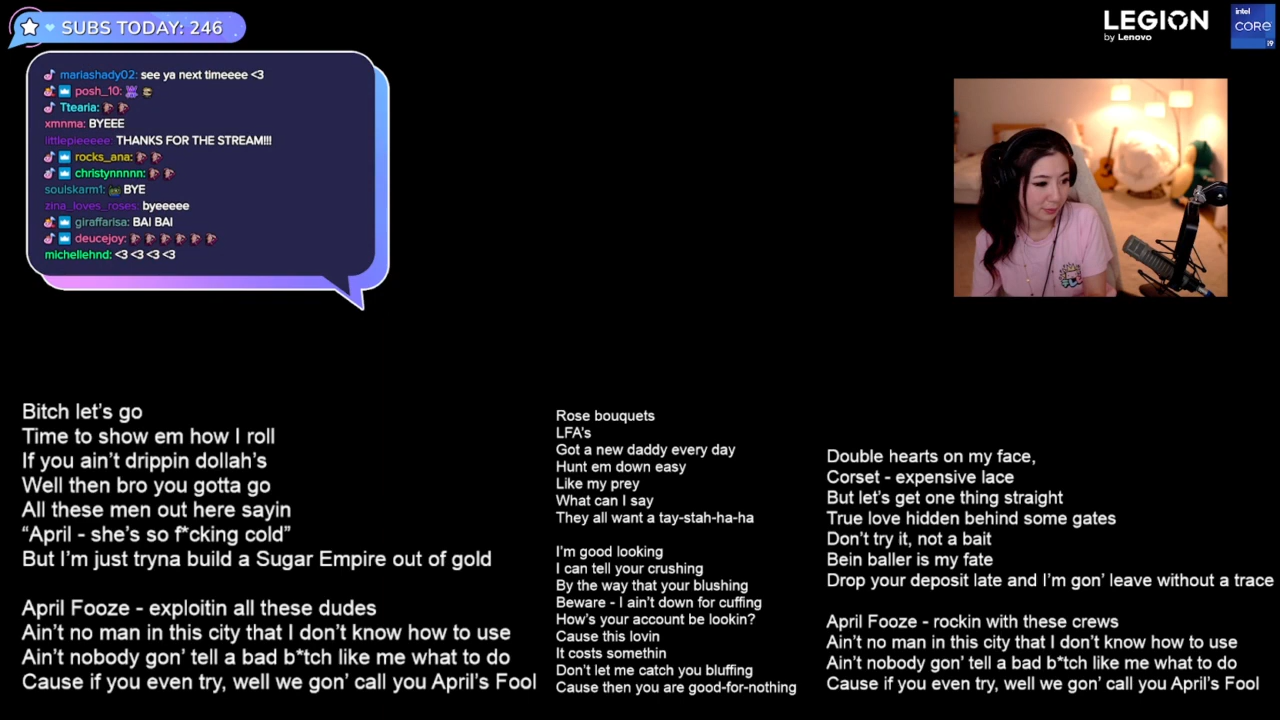 SUBS TODAY: 246
LEGION
by Lenovo
intel
CORE
i9
mariashady02: see ya next timeeee <3
posh_10:
Ttearia:
xmnma: BYEEE
littlepieeeee: THANKS FOR THE STREAM!!!
rocks_ana:
christynnnnn:
soulskarm1: BYE
zina_loves_roses: byeeeee
giraffarisa: BAI BAI
deucejoy:
michellehnd: <3 <3 <3 <3
Bitch let’s go
Time to show em how I roll
If you ain’t drippin dollah’s
Well then bro you gotta go
All these men out here sayin
“April - she’s so f*cking cold”
But I’m just tryna build a Sugar Empire out of gold
April Fooze - exploitin all these dudes
Ain’t no man in this city that I don’t know how to use
Ain’t nobody gon’ tell a bad b*tch like me what to do
Cause if you even try, well we gon’ call you April’s Fool
Rose bouquets
LFA’s
Got a new daddy every day
Hunt em down easy
Like my prey
What can I say
They all want a tay-stah-ha-ha
I’m good looking
I can tell your crushing
By the way that your blushing
Beware - I ain’t down for cuffing
How’s your account be lookin?
Cause this lovin
It costs somethin
Don’t let me catch you bluffing
Cause then you are good-for-nothing
Double hearts on my face,
Corset - expensive lace
But let’s get one thing straight
True love hidden behind some gates
Don’t try it, not a bait
Bein baller is my fate
Drop your deposit late and I’m gon’ leave without a trace
April Fooze - rockin with these crews
Ain’t no man in this city that I don’t know how to use
Ain’t nobody gon’ tell a bad b*tch like me what to do
Cause if you even try, well we gon’ call you April’s Fool